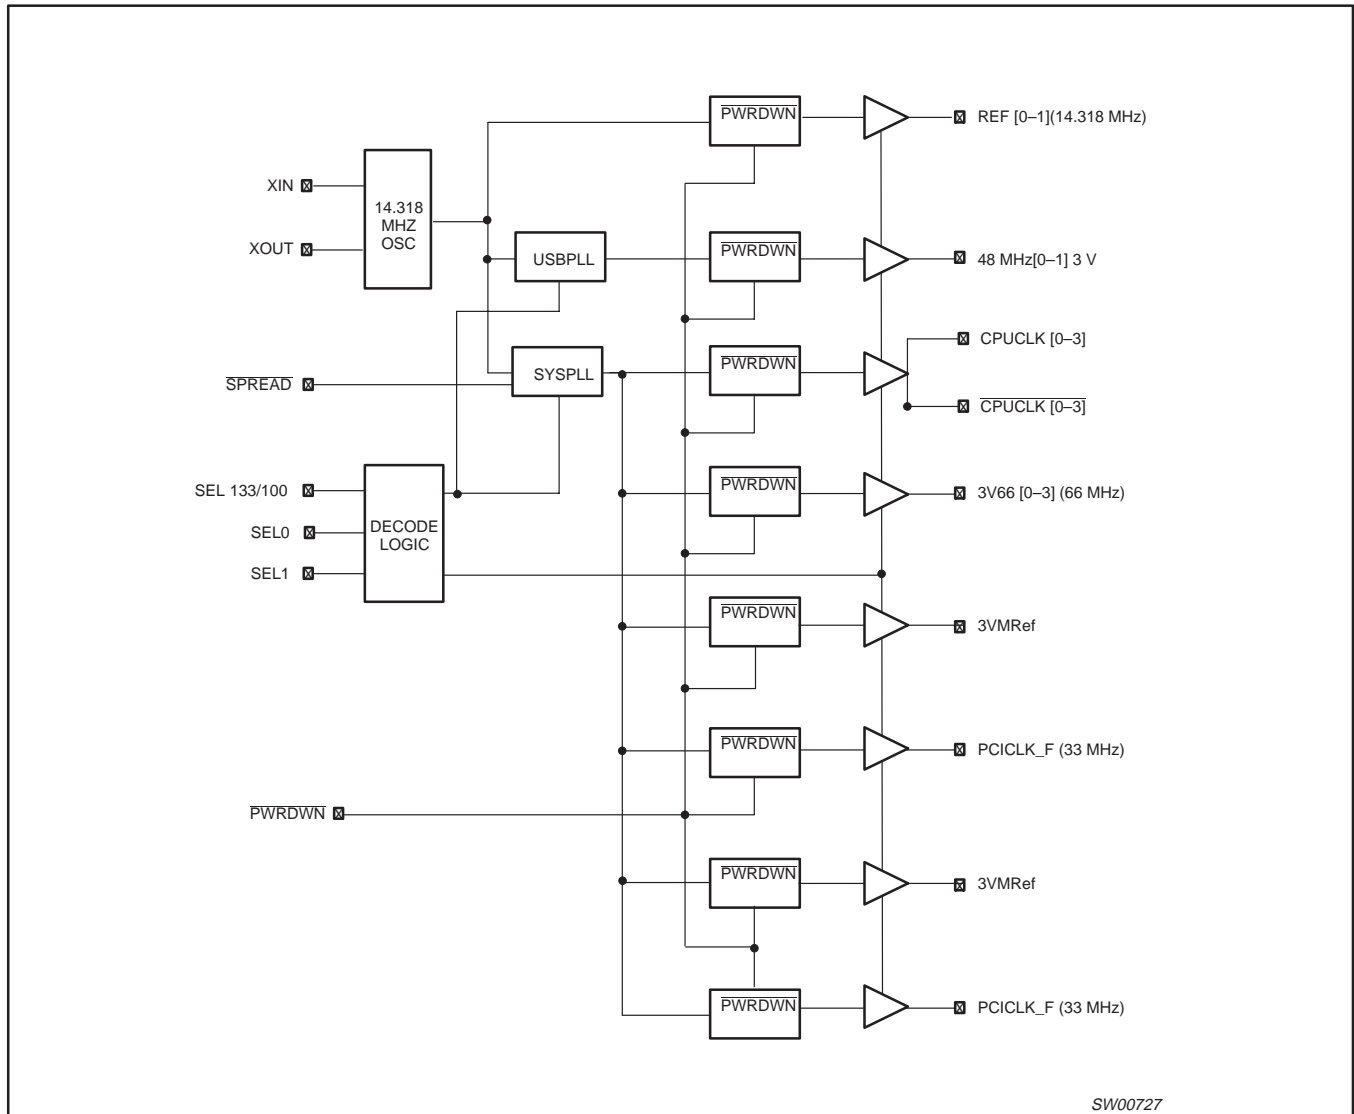 PWRDWN
REF [0–1](14.318 MHz)
XIN
14.318
MHZ
OSC
XOUT
USBPLL
PWRDWN
48 MHz[0–1] 3 V
CPUCLK [0–3]
SPREAD
SYSPLL
PWRDWN
CPUCLK [0–3]
SEL 133/100
SEL0
SEL1
DECODE
LOGIC
PWRDWN
3V66 [0–3] (66 MHz)
PWRDWN
3VMRef
PWRDWN
PCICLK_F (33 MHz)
PWRDWN
PWRDWN
3VMRef
PWRDWN
PCICLK_F (33 MHz)
SW00727